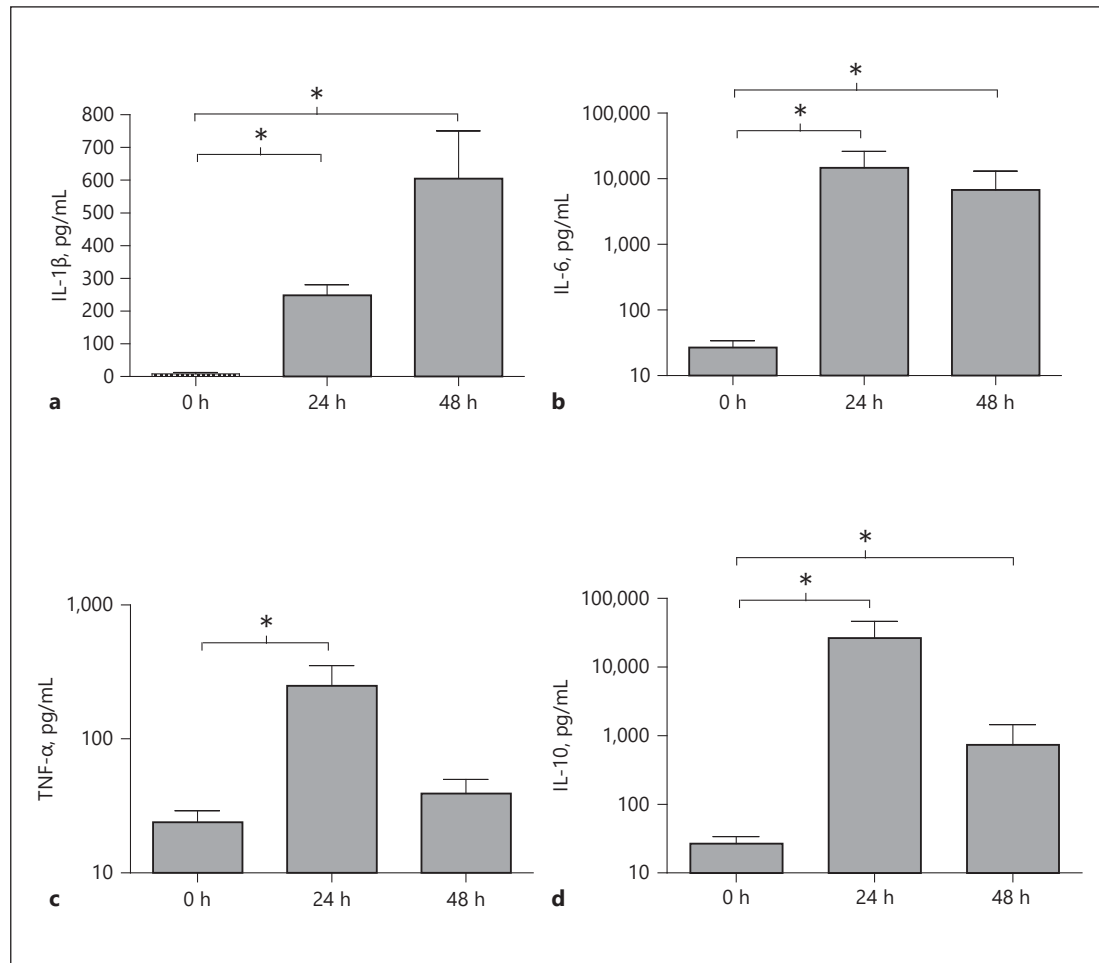 *
*
800
700
600
500
400
300
200
100
0
IL-1β, pg/mL
0 h 24 h 48 h
a
*
*
100,000
10,000
1,000
100
10
IL-6, pg/mL
0 h 24 h 48 h
b
*
1,000
100
10
TNF-α, pg/mL
0 h 24 h 48 h
c
*
*
100,000
10,000
1,000
100
10
IL-10, pg/mL
0 h 24 h 48 h
d